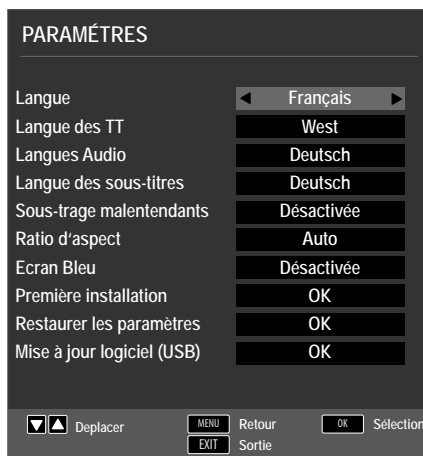 PARAMÉTRES
Langue Français
Langue des TT West
Langues Audio Deutsch
Langue des sous-titres Deutsch
Sous-trage malentendants Désactivée
Ratio d'aspect Auto
Ecran Bleu Désactivée
Première installation OK
Restaurer les paramètres OK
Mise à jour logiciel (USB) OK
Deplacer MENU Retour OK Sélection
EXIT Sortie